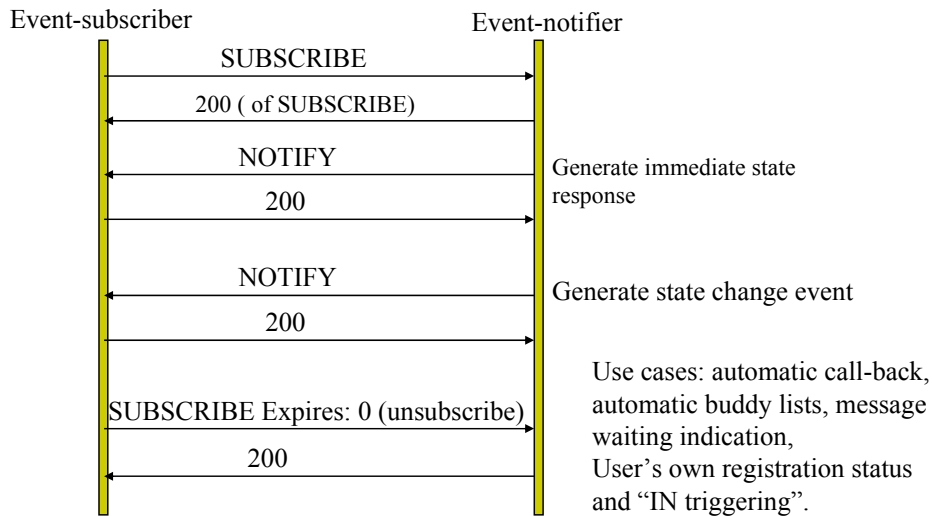 Event-subscriber
Event-notifier
SUBSCRIBE
200 ( of SUBSCRIBE)
NOTIFY
Generate immediate state
response
200
NOTIFY
Generate state change event
200
SUBSCRIBE Expires: 0 (unsubscribe)
200
Use cases: automatic call-back,
automatic buddy lists, message
waiting indication,
User’s own registration status
and “IN triggering”.